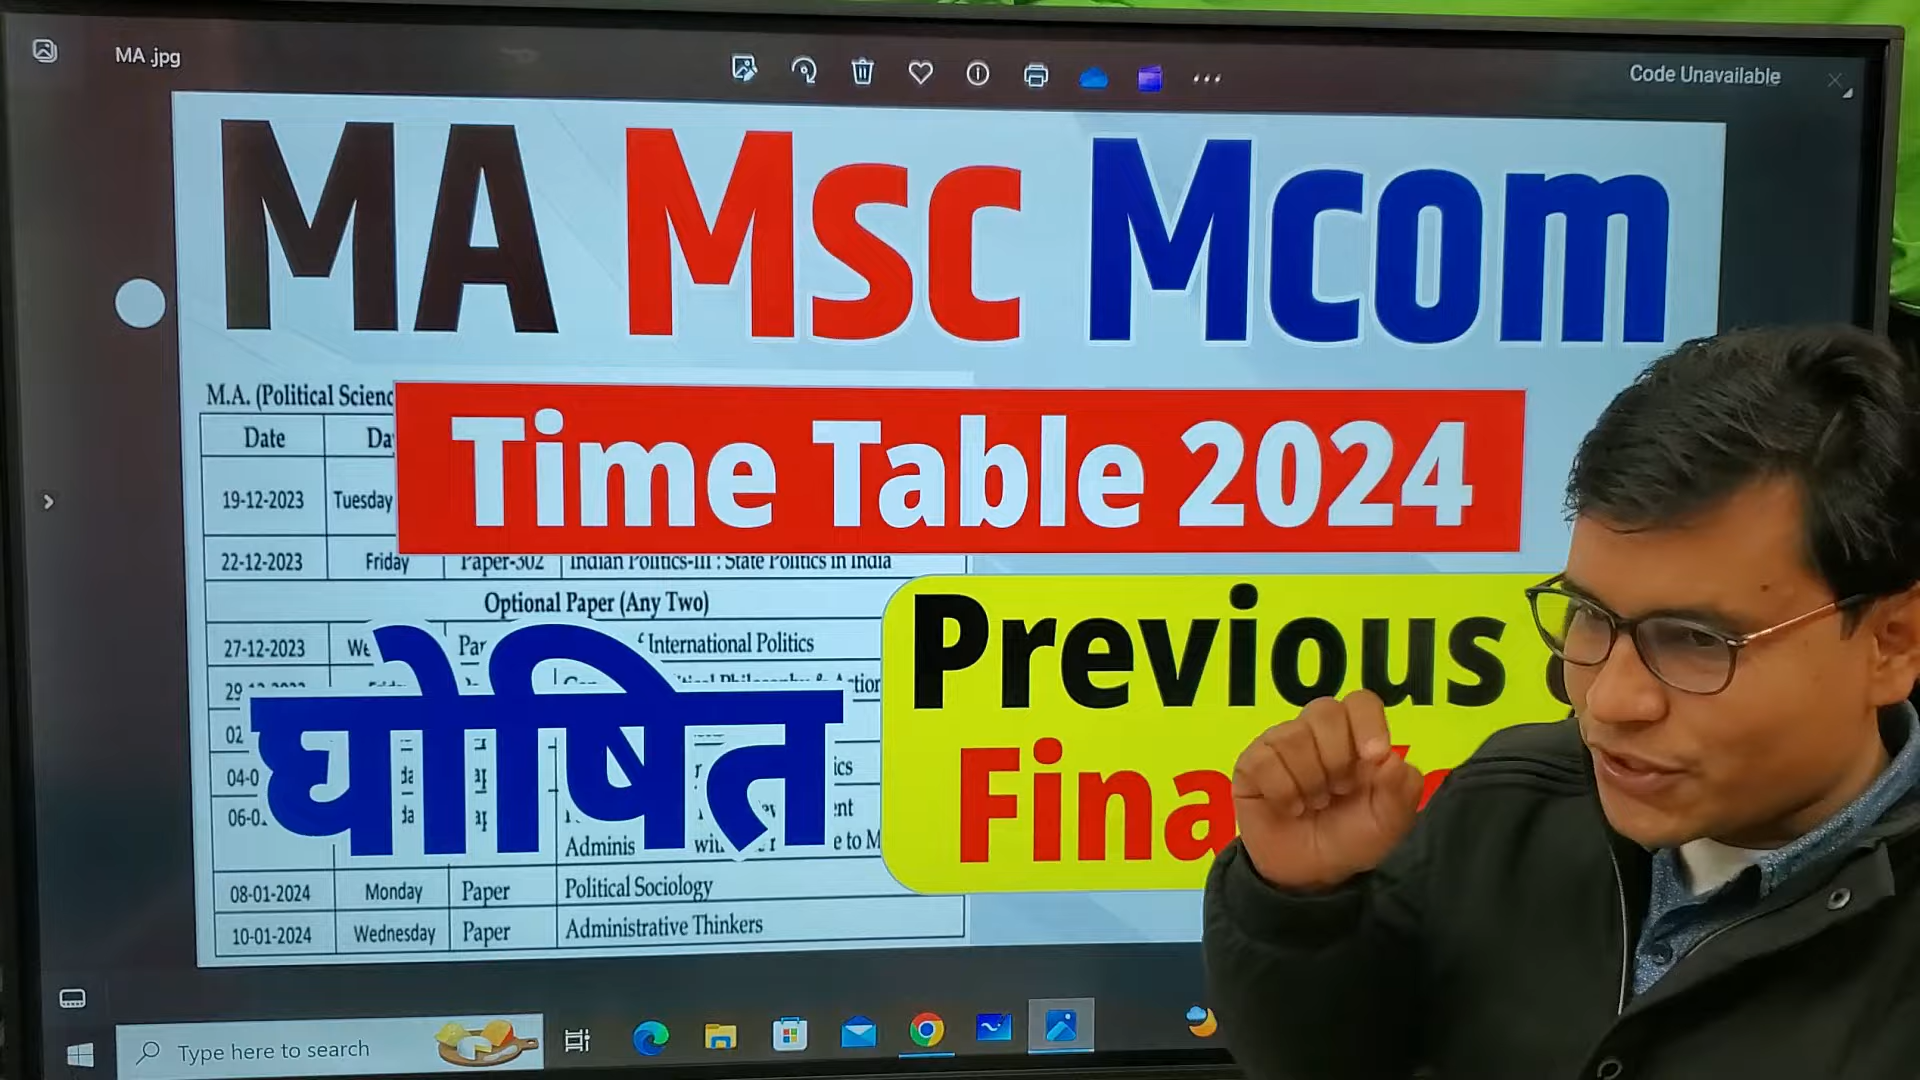 MA .jpg
Code Unavailable
MA Msc Mcom
M.A. (Political
Time Table 2024
Date
19-12-2023 Tuesday
22-12-2023 Friday Paper-302 Indian Politics-III : State Politics in India
Optional Paper (Any Two)
27-12-2023 International Politics
Previous
घोषित
Adminis
08-01-2024 Monday Paper Political Sociology
10-01-2024 Wednesday Paper Administrative Thinkers
Type here to search